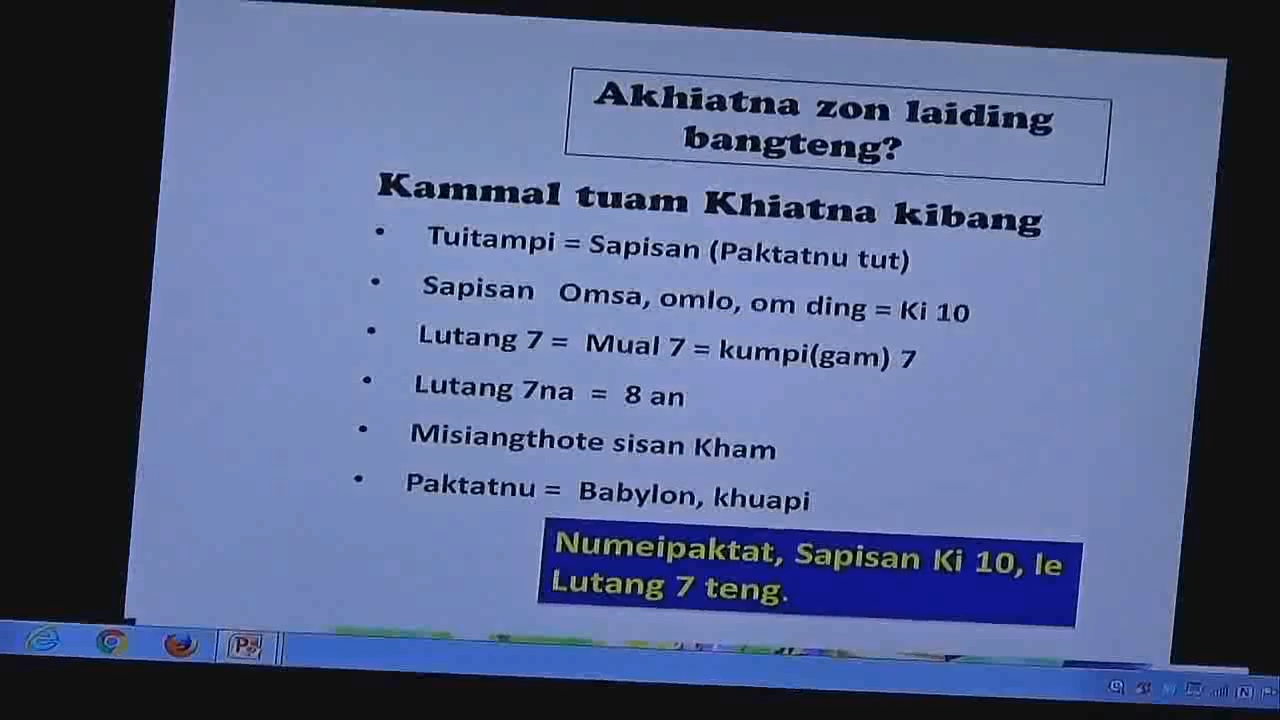 Akhiatna zon laiding
bangteng?
Kammal tuam Khiatna kibang
• Tuitampi = Sapisan (Paktatnu tut)
• Sapisan Omsa, omlo, om ding = Ki 10
• Lutang 7 = Mual 7 = kumpi(gam) 7
• Lutang 7na = 8 an
• Misiangthote sisan Kham
• Paktatnu = Babylon, khuapi
Numeipaktat, Sapisan Ki 10, le
Lutang 7 teng.